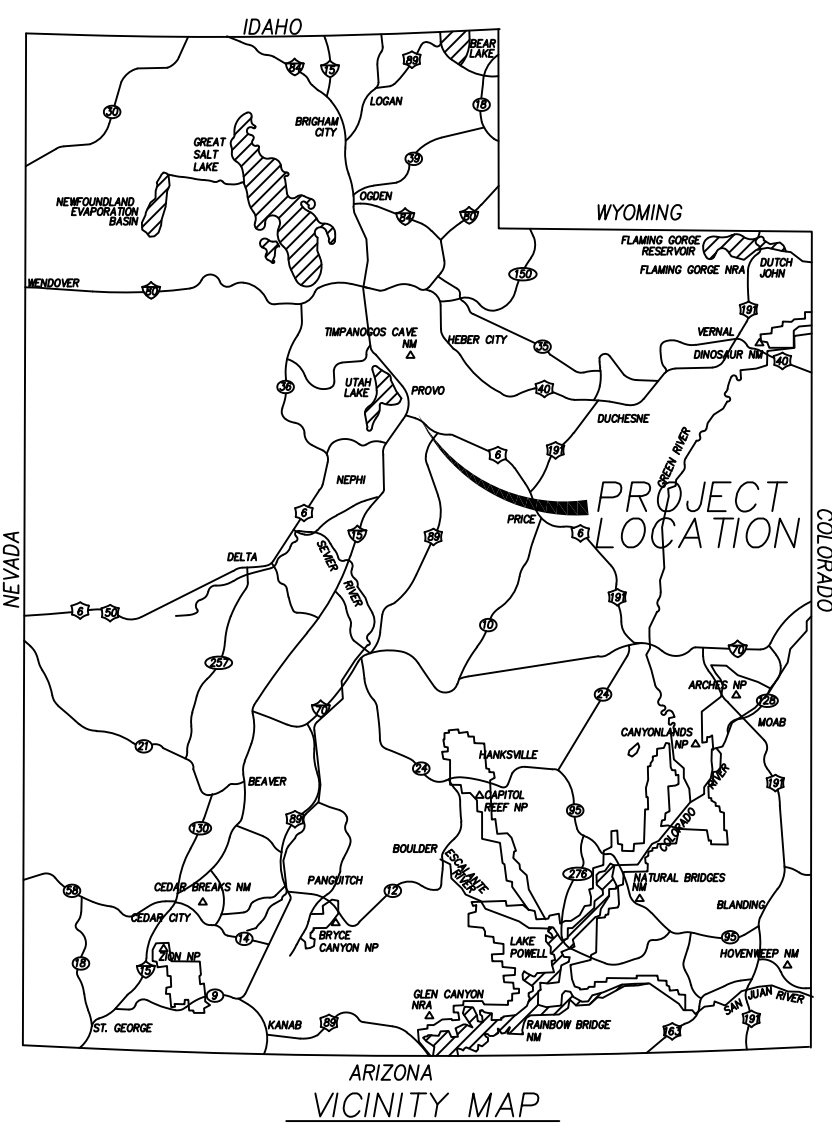 IDAHO
BEAR
LAKE
84
15
89
LOGAN
30
18
BRIGHAM
CITY
GREAT
SALT
LAKE
39
OGDEN
NEWFOUNDLAND
EVAPORATION
BASIN
84
80
WYOMING
FLAMING GORGE
RESERVOIR
FLAMING GORGE NRA
DUTCH
JOHN
150
WENDOVER
80
191
TIMPANOGOS CAVE
NM
HEBER CITY
35
VERNAL
DINOSAUR NM
40
36
UTAH
LAKE
PROVO
40
DUCHESNE
6
191
GREEN RIVER
NEPHI
PROJECT
LOCATION
6
15
89
PRICE
6
NEVADA
COLORADO
DELTA
SEVIER
RIVER
6
50
191
10
257
70
ARCHES NP
128
24
MOAB
70
CANYONLANDS
NP
21
HANKSVILLE
24
BEAVER
CAPITOL
REEF NP
RIVER
191
95
COLORADO
130
89
BOULDER
ESCALANTE
RIVER
276
NATURAL BRIDGES
NM
58
CEDAR BREAKS NM
PANGUITCH
12
BLANDING
CEDAR CITY
14
BRYCE
CANYON NP
LAKE
POWELL
95
ZION NP
HOVENWEEP NM
18
15
9
GLEN CANYON
NRA
SAN JUAN RIVER
ST. GEORGE
KANAB
89
RAINBOW BRIDGE
NM
163
191
ARIZONA
VICINITY MAP